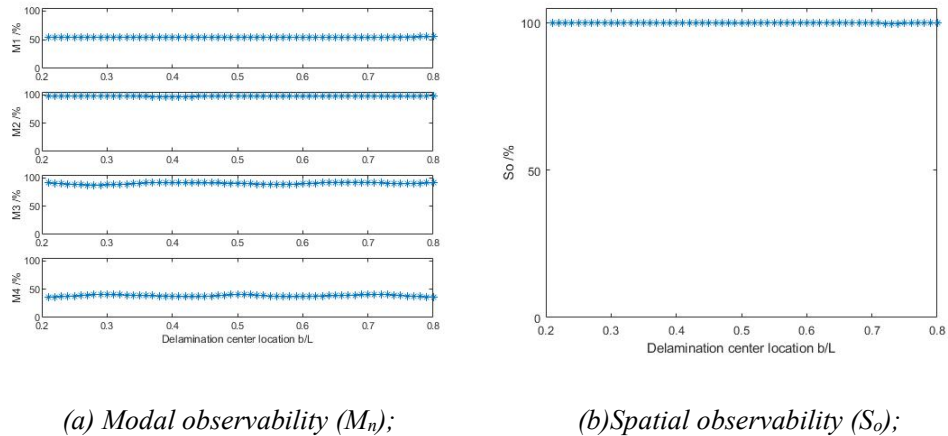 M1 /%
100
50
0
0.2 0.3 0.4 0.5 0.6 0.7 0.8
M2 /%
100
50
0
0.2 0.3 0.4 0.5 0.6 0.7 0.8
M3 /%
100
50
0
0.2 0.3 0.4 0.5 0.6 0.7 0.8
M4 /%
100
50
0
0.2 0.3 0.4 0.5 0.6 0.7 0.8
Delamination center location b/L
(a) Modal observability (Mn);
So /%
100
50
0
0.2 0.3 0.4 0.5 0.6 0.7 0.8
Delamination center location b/L
(b)Spatial observability (So);